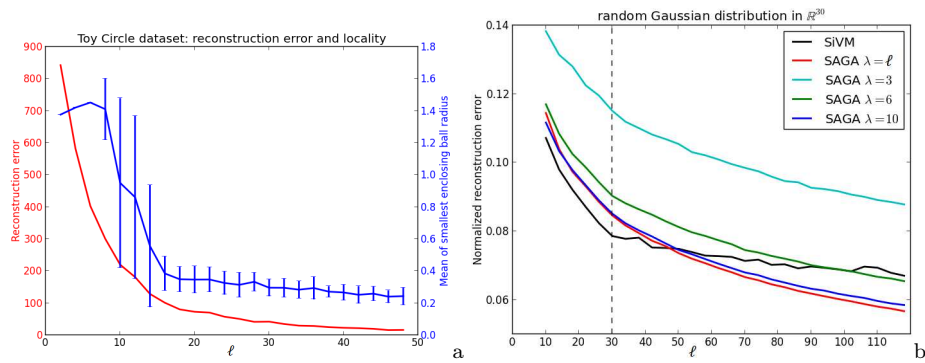 Toy Circle dataset: reconstruction error and locality
Reconstruction error
900
800
700
600
500
400
300
200
100
0
0 10 20 30 40 50
ℓ
1.8
1.6
1.4
1.2
1.0
0.8
0.6
0.4
0.2
0.0
Mean of smallest enclosing ball radius
a
random Gaussian distribution in ℝ³⁰
Normalized reconstruction error
0.14
0.12
0.10
0.08
0.06
0 10 20 30 40 50 60 70 80 90 100 110
ℓ
SiVM
SAGA λ=ℓ
SAGA λ=3
SAGA λ=6
SAGA λ=10
b